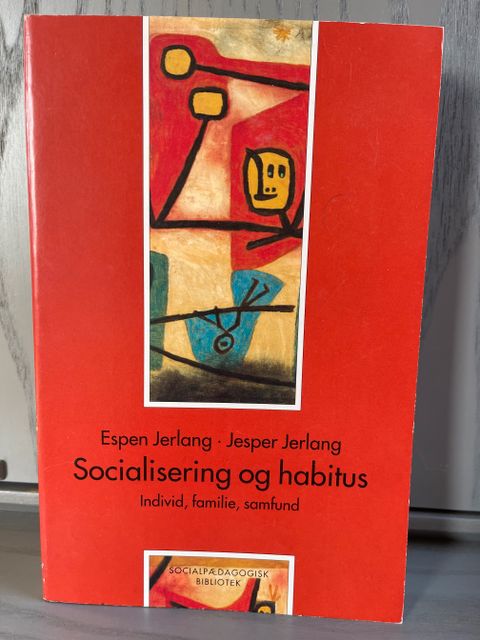 Espen Jerlang · Jesper Jerlang
Socialisering og habitus
Individ, familie, samfund
SOCIALPÆDAGOGISK
BIBLIOTEK